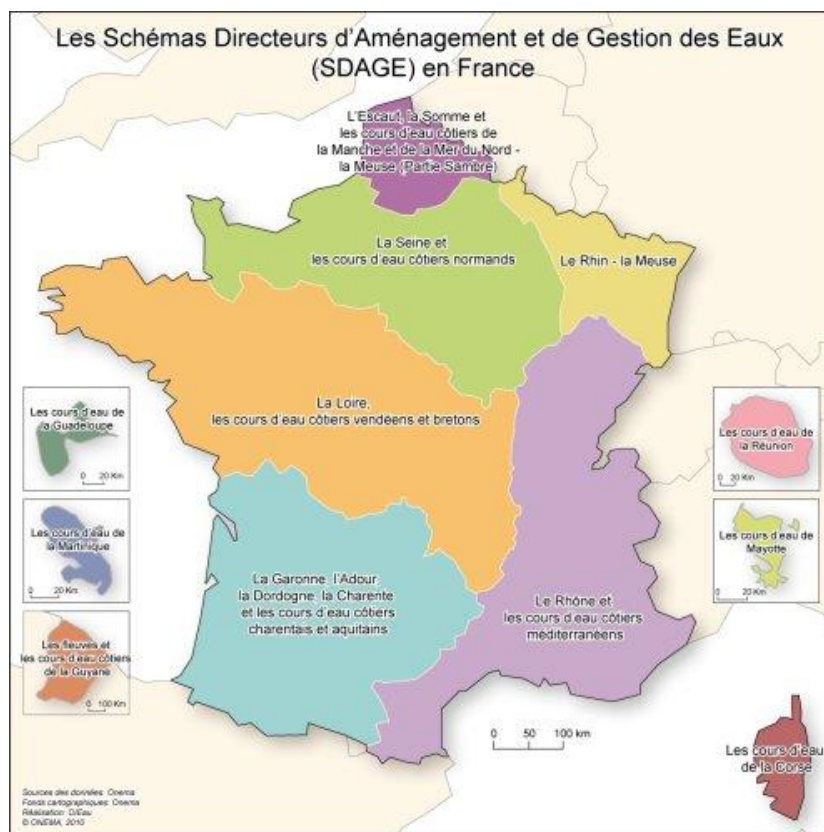 Les Schémas Directeurs d'Aménagement et de Gestion des Eaux
(SDAGE) en France
L'Escaut, la Somme et
les cours d'eau côtiers de
la Manche et de la Mer du Nord -
la Meuse (Partie Sambre)
La Seine et
les cours d'eau côtiers normands
Le Rhin - la Meuse
La Loire,
les cours d'eau côtiers vendéens et bretons
Les cours d'eau de
la Guadeloupe
0 20 Km
Les cours d'eau de
la Réunion
0 20 Km
Les cours d'eau de
la Martinique
0 20 Km
Les cours d'eau de
Mayotte
0 20 Km
La Garonne, l'Adour,
la Dordogne, la Charente
et les cours d'eau côtiers
charentais et aquitains
Le Rhône et
les cours d'eau côtiers
méditerranéens
Les fleuves et
les cours d'eau côtiers
de la Guyane
0 100 Km
0 50 100 km
Les cours d'eau
de la Corse
Sources des données: Onema
Fonds cartographiques: Onema
Réalisation: OIEau
© ONEMA, 2010